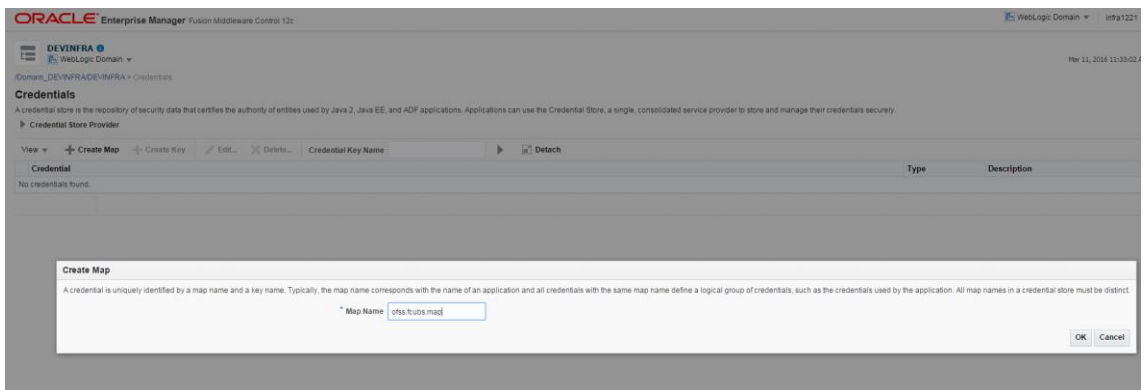 ORACLE Enterprise Manager Fusion Middleware Control 12c
WebLogic Domain infra1221
DEVINFRA
WebLogic Domain
Mar 11, 2016 11:33:02 A
/Domain_DEVINFRA/DEVINFRA > Credentials
Credentials
A credential store is the repository of security data that certifies the authority of entities used by Java 2, Java EE, and ADF applications. Applications can use the Credential Store, a single, consolidated service provider to store and manage their credentials securely.
Credential Store Provider
View Create Map Create Key Edit... Delete... Credential Key Name Detach
Credential Type Description
No credentials found.
Create Map
A credential is uniquely identified by a map name and a key name. Typically, the map name corresponds with the name of an application and all credentials with the same map name define a logical group of credentials, such as the credentials used by the application. All map names in a credential store must be distinct.
* Map Name ofss.fcubs.map
OK Cancel